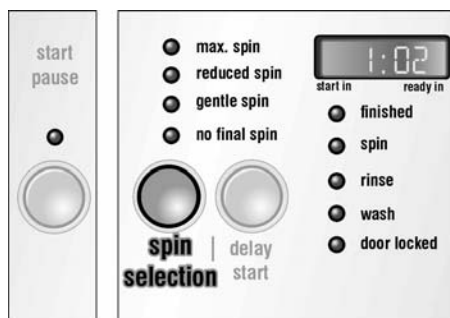 start
pause
max. spin
reduced spin
gentle spin
no final spin
spin
selection
delay
start
1:02
start in
ready in
finished
spin
rinse
wash
door locked